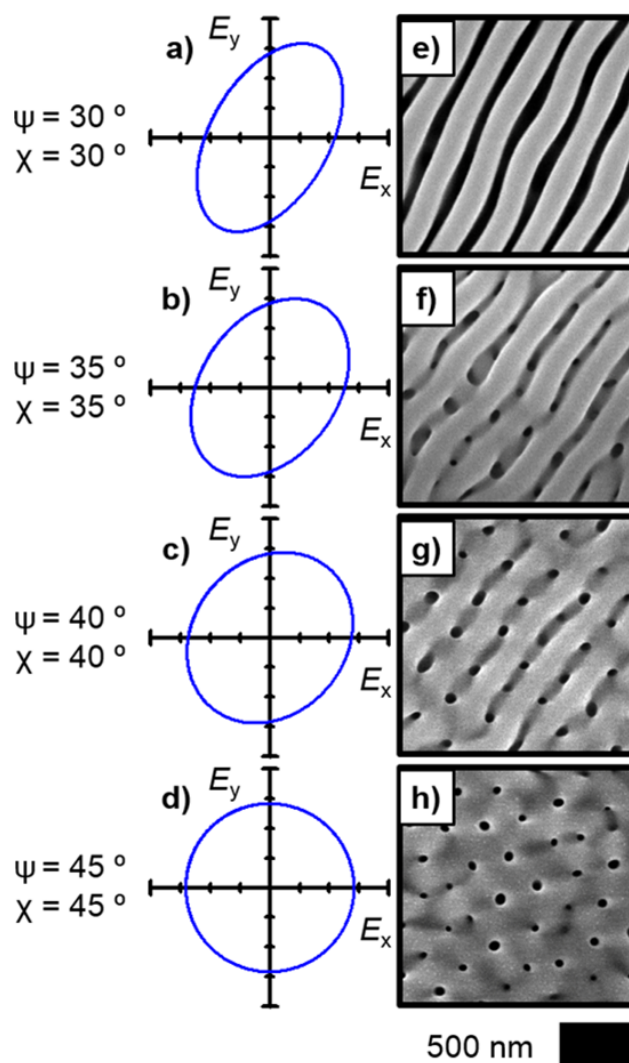 a)
E_y
e)
ψ = 30 º
χ = 30 º
E_x
b)
E_y
f)
ψ = 35 º
χ = 35 º
E_x
c)
E_y
g)
ψ = 40 º
χ = 40 º
E_x
d)
E_y
h)
ψ = 45 º
χ = 45 º
E_x
500 nm